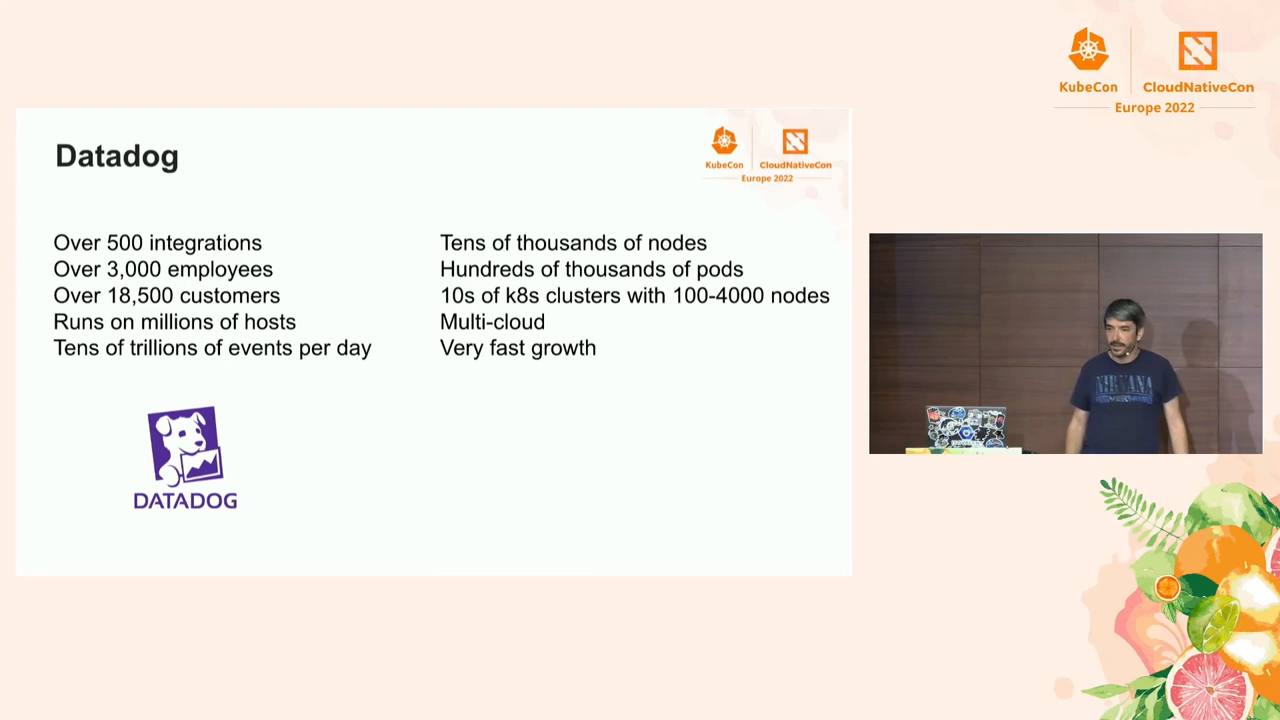 KubeCon
CloudNativeCon
Europe 2022
Datadog
KubeCon
CloudNativeCon
Europe 2022
Over 500 integrations
Over 3,000 employees
Over 18,500 customers
Runs on millions of hosts
Tens of trillions of events per day
Tens of thousands of nodes
Hundreds of thousands of pods
10s of k8s clusters with 100-4000 nodes
Multi-cloud
Very fast growth
DATADOG
NIRVANA